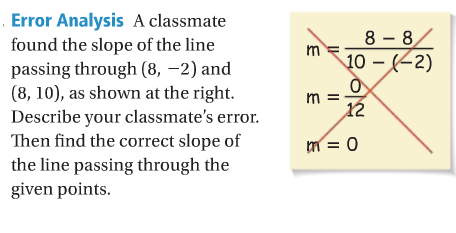 Error Analysis A classmate
found the slope of the line
passing through (8, −2) and
(8, 10), as shown at the right.
Describe your classmate's error.
Then find the correct slope of
the line passing through the
given points.
m = 8 − 8 / 10 − (−2)
m = 0 / 12
m = 0